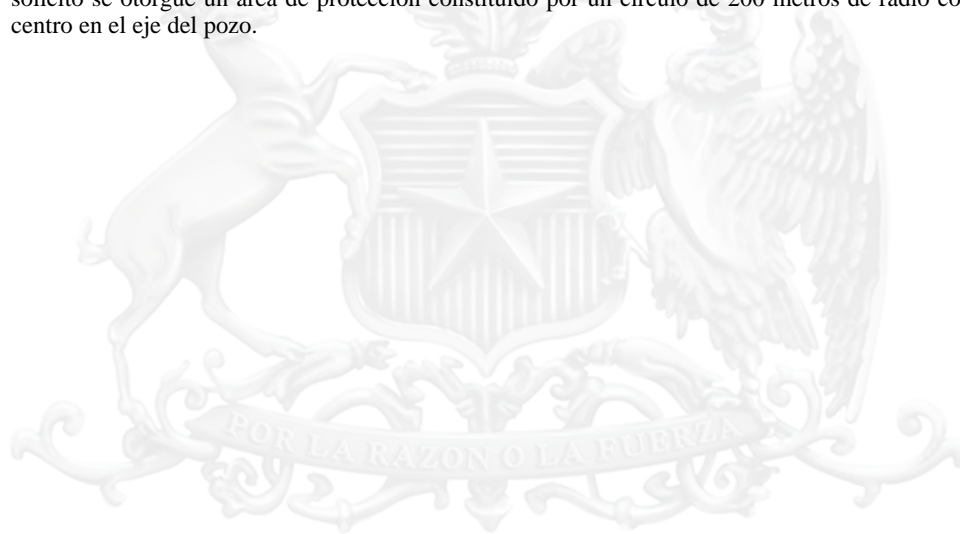 solicito se otorgue un área de protección constituido por un círculo de 200 metros de radio co
centro en el eje del pozo.
POR LA RAZON O LA FUERZA